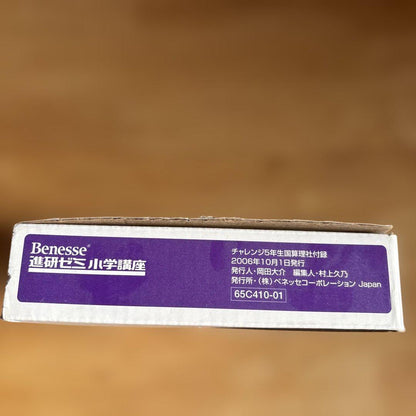 Benesse®
進研ゼミ小学講座
チャレンジ5年生国算理社付録
2006年10月1日発行
発行人・岡田大介 編集人・村上久乃
発行所・(株)ベネッセコーポレーション Japan
65C410-01